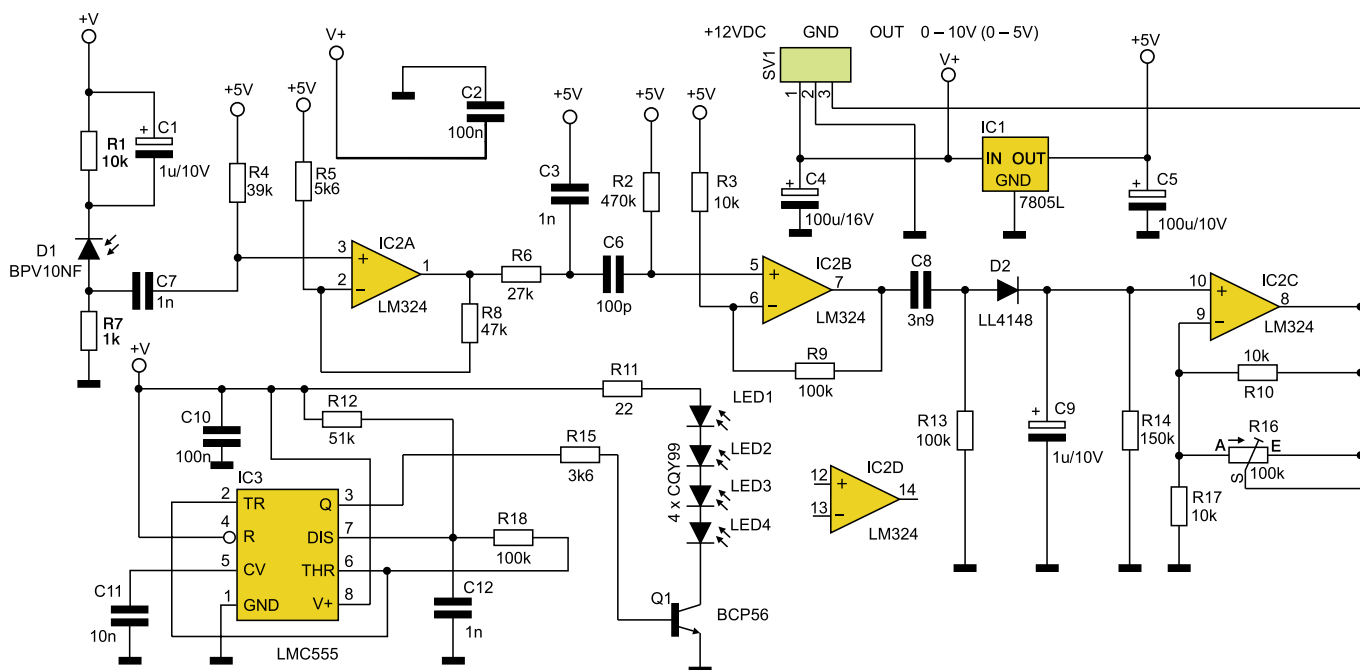 +V
V+
+12VDC GND OUT 0 – 10V (0 – 5V)
SV1
1
2
3
V+
+5V
+5V
+5V
+5V
+5V
+5V
R1
10k
+
C1
1u/10V
R4
39k
R5
5k6
C2
100n
C3
1n
R2
470k
R3
10k
+
C4
100u/16V
IC1
IN OUT
GND
7805L
+
C5
100u/10V
D1
BPV10NF
C7
1n
R7
1k
3
+
2
–
IC2A
1
LM324
R6
27k
R8
47k
C6
100p
5
+
6
–
IC2B
7
LM324
R9
100k
C8
3n9
D2
LL4148
10
+
9
–
IC2C
8
LM324
10k
R10
R16
A
E
S
100k
R17
10k
R13
100k
+
C9
1u/10V
R14
150k
+V
C10
100n
R12
51k
R11
22
LED1
LED2
LED3
LED4
4 x CQY99
R15
3k6
12
+
13
–
IC2D
14
LM324
IC3
2
TR
4
R
5
CV
1
GND
Q
3
DIS
7
THR
6
V+
8
LMC555
R18
100k
C11
10n
C12
1n
Q1
BCP56